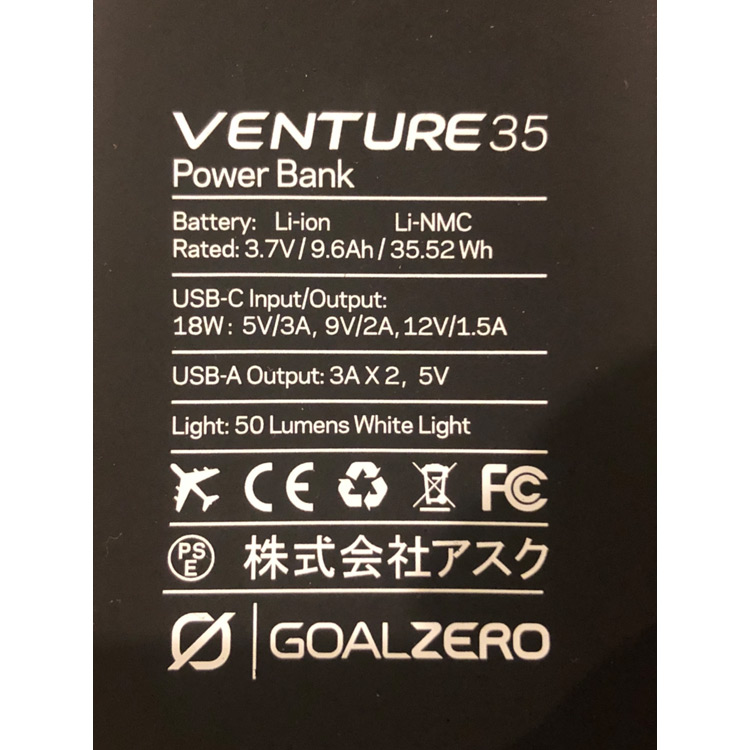 VENTURE 35
Power Bank
Battery: Li-ion Li-NMC
Rated: 3.7V / 9.6Ah / 35.52 Wh
USB-C Input/Output:
18W: 5V/3A, 9V/2A, 12V/1.5A
USB-A Output: 3A X 2, 5V
Light: 50 Lumens White Light
CE FC
PSE 株式会社アスク
GOALZERO